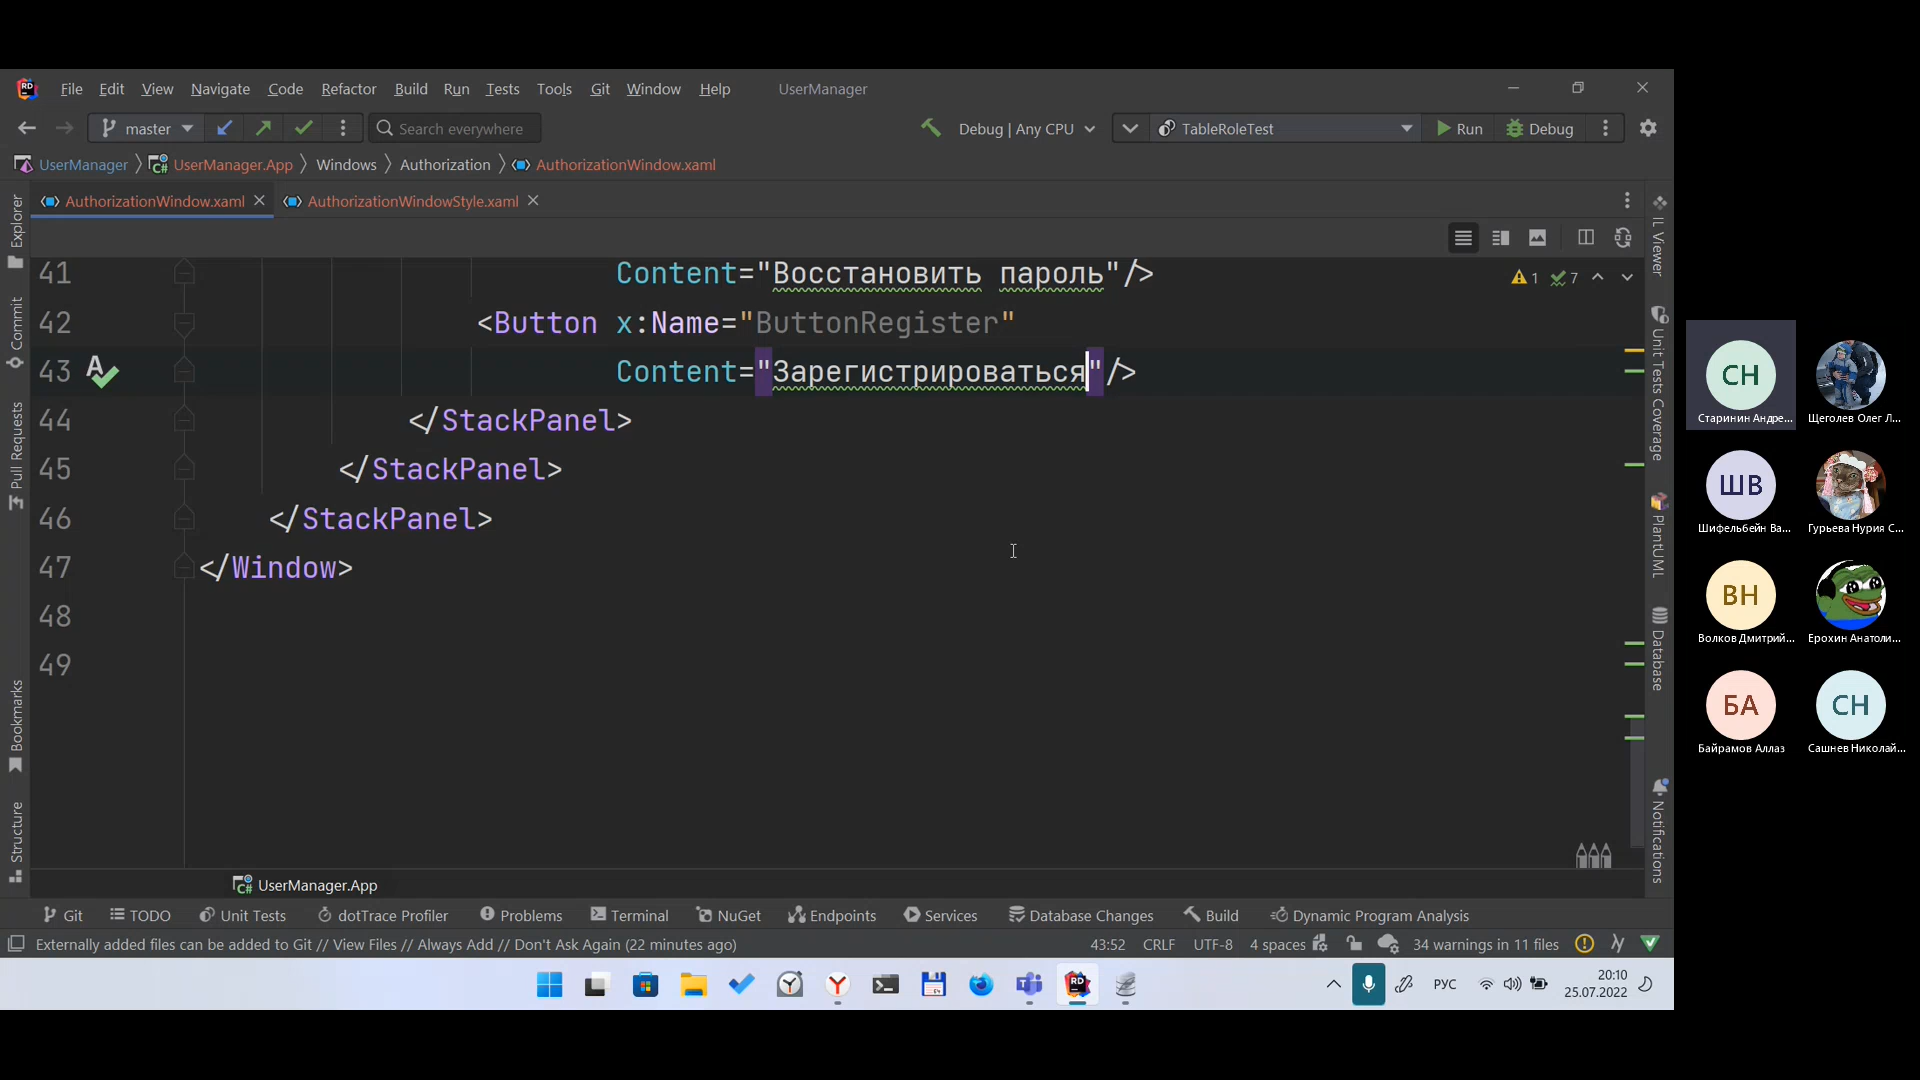 File Edit View Navigate Code Refactor Build Run Tests Tools Git Window Help UserManager
master Search everywhere Debug | Any CPU TableRoleTest Run Debug
UserManager UserManager.App Windows Authorization AuthorizationWindow.xaml
AuthorizationWindow.xaml AuthorizationWindowStyle.xaml
41 Content="Восстановить пароль"/>
1 7
42 <Button x:Name="ButtonRegister"
43 Content="Зарегистрироваться"/>
44 </StackPanel>
45 </StackPanel>
46 </StackPanel>
47 </Window>
48
49
Explorer
Commit
Pull Requests
Bookmarks
Structure
IL Viewer
Unit Tests Coverage
PlantUML
Database
Notifications
UserManager.App
Git TODO Unit Tests dotTrace Profiler Problems Terminal NuGet Endpoints Services Database Changes Build Dynamic Program Analysis
Externally added files can be added to Git // View Files // Always Add // Don't Ask Again (22 minutes ago) 43:52 CRLF UTF-8 4 spaces 34 warnings in 11 files
РУС 20:10
25.07.2022
СН
Старинин Андре... Щеголев Олег Л...
ШВ
Шифельбейн Ва... Гурьева Нурия С...
ВН
Волков Дмитрий... Ерохин Анатоли...
БА СН
Байрамов Аллаз Сашнев Николай...